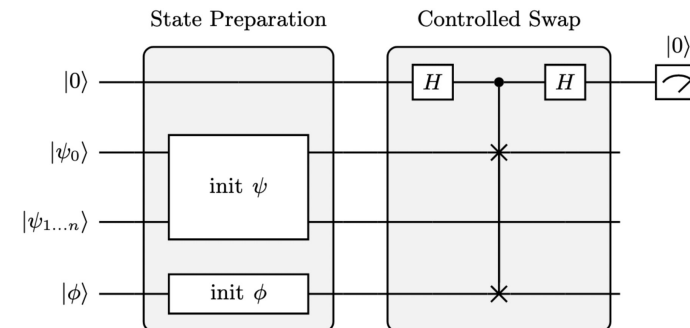 State Preparation
Controlled Swap
|0⟩
|0⟩
H
H
|ψ₀⟩
init ψ
|ψ₁...ₙ⟩
|ϕ⟩
init ϕ